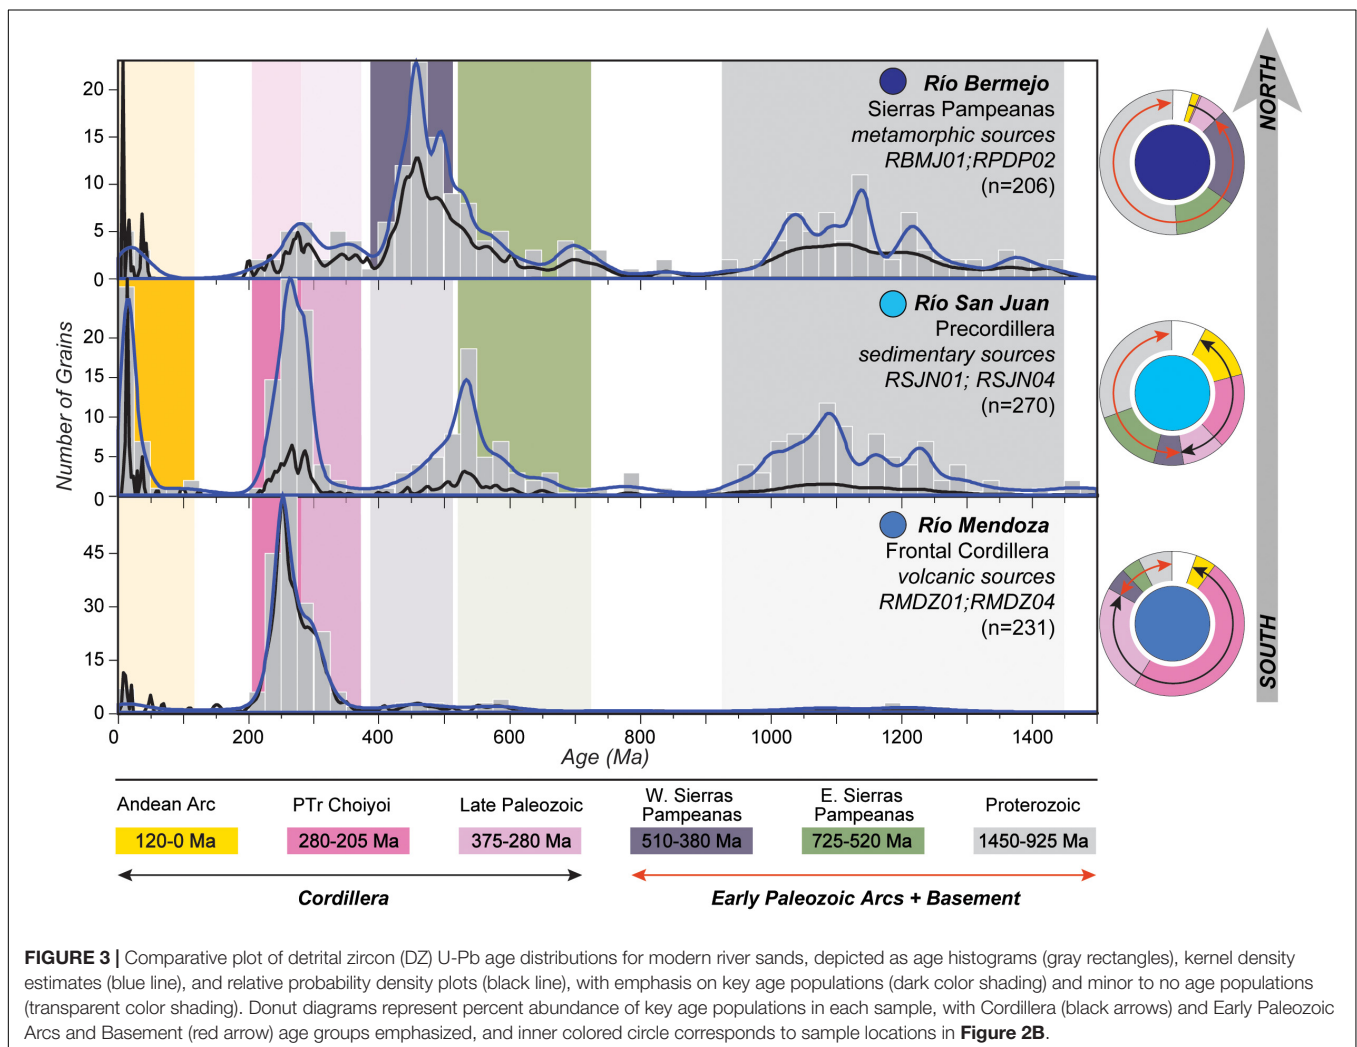 Río Bermejo
Sierras Pampeanas
metamorphic sources
RBMJ01;RPDP02
(n=206)
20
15
10
5
0
Río San Juan
Precordillera
sedimentary sources
RSJN01; RSJN04
(n=270)
20
15
10
5
0
Río Mendoza
Frontal Cordillera
volcanic sources
RMDZ01;RMDZ04
(n=231)
45
30
15
0
Number of Grains
0 200 400 600 800 1000 1200 1400
Age (Ma)
NORTH
SOUTH
Andean Arc
120-0 Ma
PTr Choiyoi
280-205 Ma
Late Paleozoic
375-280 Ma
W. Sierras
Pampeanas
510-380 Ma
E. Sierras
Pampeanas
725-520 Ma
Proterozoic
1450-925 Ma
Cordillera
Early Paleozoic Arcs + Basement
FIGURE 3 | Comparative plot of detrital zircon (DZ) U-Pb age distributions for modern river sands, depicted as age histograms (gray rectangles), kernel density
estimates (blue line), and relative probability density plots (black line), with emphasis on key age populations (dark color shading) and minor to no age populations
(transparent color shading). Donut diagrams represent percent abundance of key age populations in each sample, with Cordillera (black arrows) and Early Paleozoic
Arcs and Basement (red arrow) age groups emphasized, and inner colored circle corresponds to sample locations in Figure 2B.